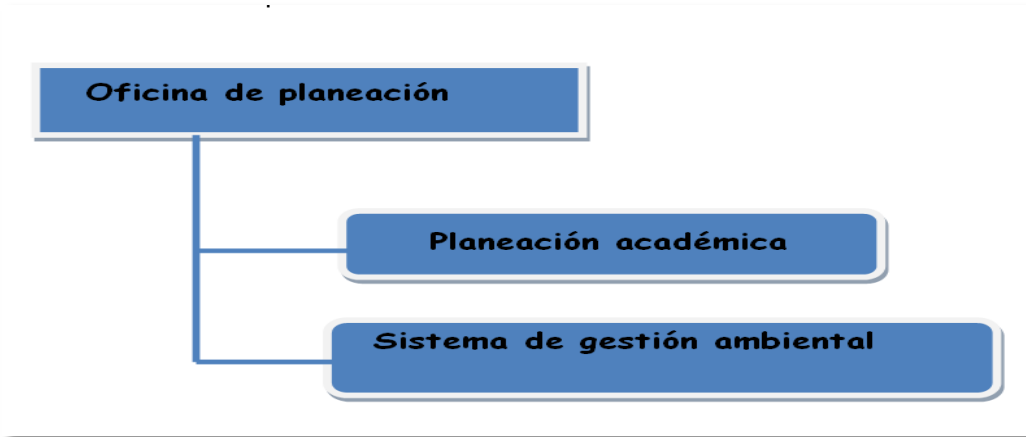 Oficina de planeación
Planeación académica
Sistema de gestión ambiental